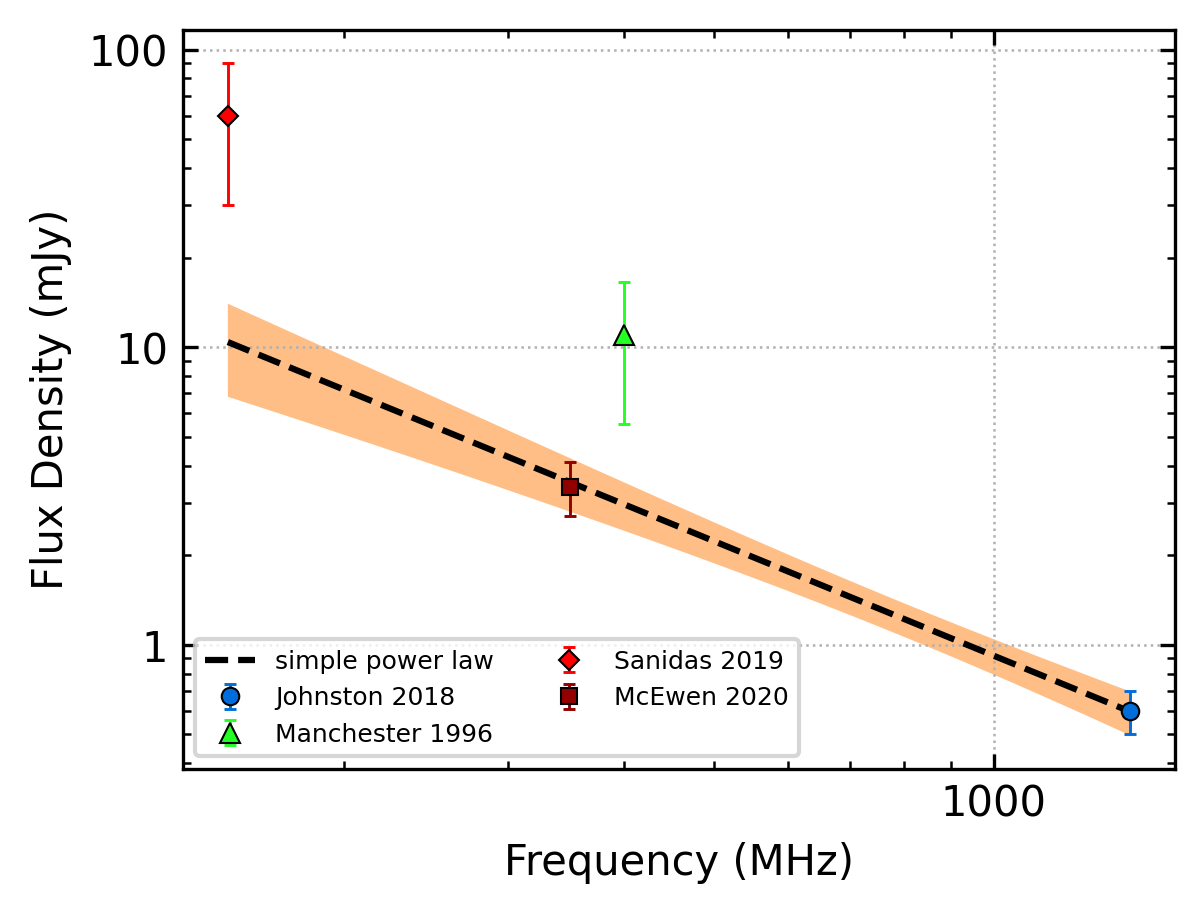 100
10
1
Flux Density (mJy)
simple power law
Johnston 2018
Manchester 1996
Sanidas 2019
McEwen 2020
1000
Frequency (MHz)